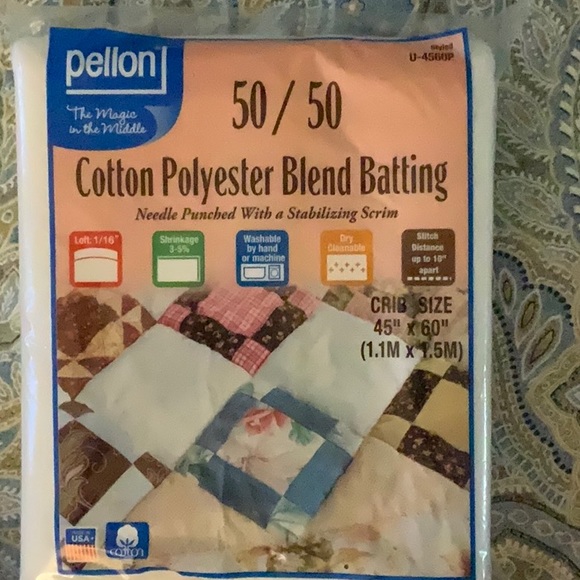 pellon®
The Magic
in the Middle
U-4560P
50 / 50
Cotton Polyester Blend Batting
Needle Punched With a Stabilizing Scrim
Loft 1/16"
Shrinkage
3-5%
Washable
by hand
or machine
Dry
Cleanable
Stitch
Distance
up to 10"
apart
CRIB SIZE
45" x 60"
(1.1M x 1.5M)
USA
cotton